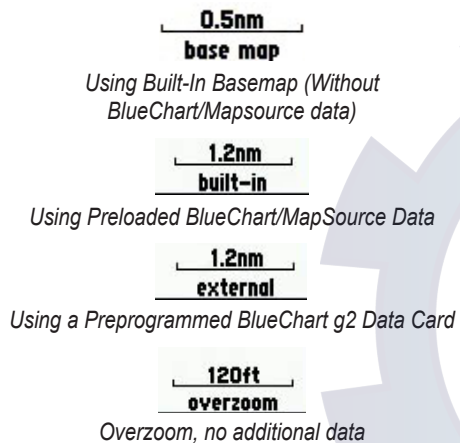 0.5nm
base map
Using Built-In Basemap (Without
BlueChart/Mapsource data)
1.2nm
built-in
Using Preloaded BlueChart/MapSource Data
1.2nm
external
Using a Preprogrammed BlueChart g2 Data Card
120ft
overzoom
Overzoom, no additional data